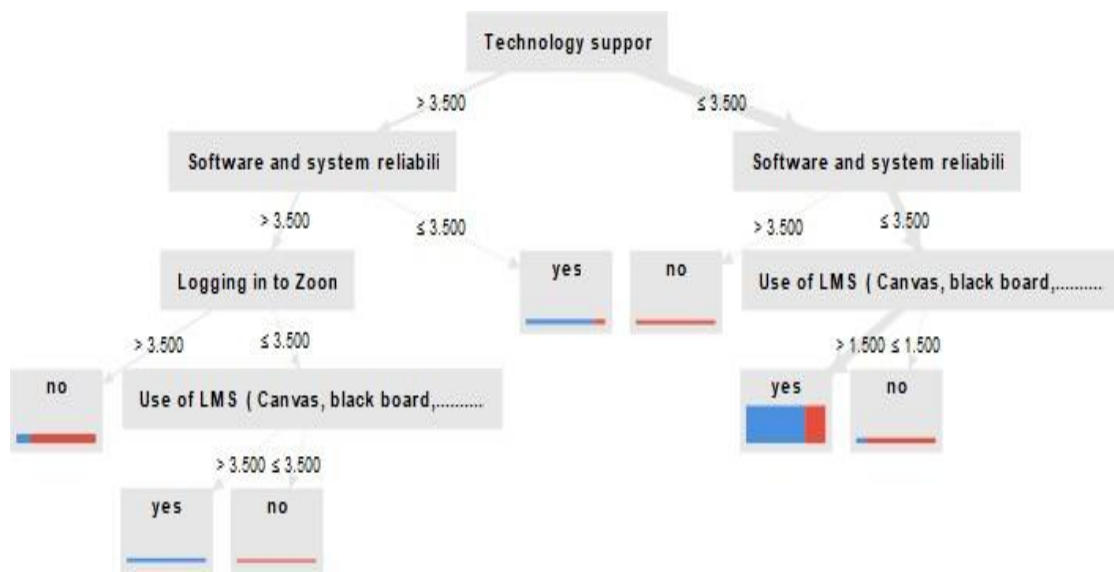 Technology suppor
> 3.500
≤ 3.500
Software and system reliabili
Software and system reliabili
> 3.500
≤ 3.500
> 3.500
≤ 3.500
Logging in to Zoon
yes
no
Use of LMS ( Canvas, black board,..........
> 3.500
≤ 3.500
> 1.500 ≤ 1.500
no
Use of LMS ( Canvas, black board,..........
yes
no
> 3.500 ≤ 3.500
yes
no